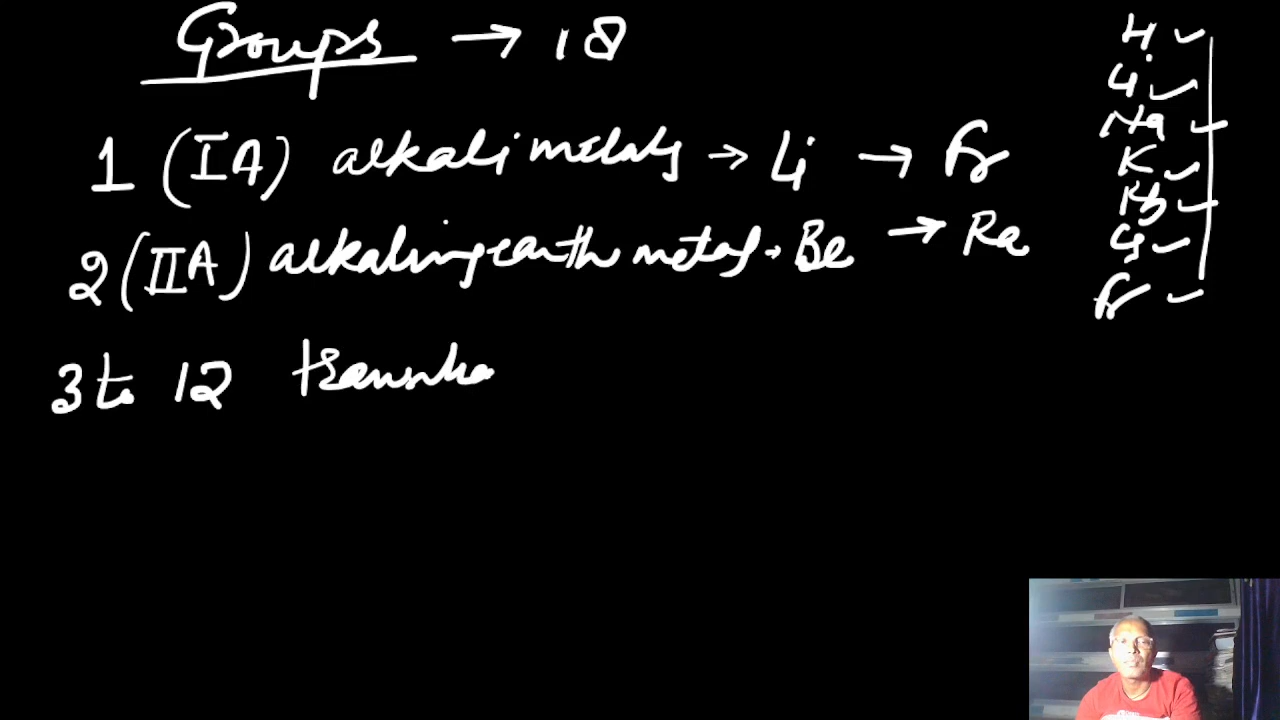 Groups → 18
1 (IA) alkali metals → Li → Fr
2 (IIA) alkaline earth metals → Be → Ra
3 to 12
H ✓
Li ✓
Na ✓
K ✓
Rb ✓
Cs ✓
Fr ✓